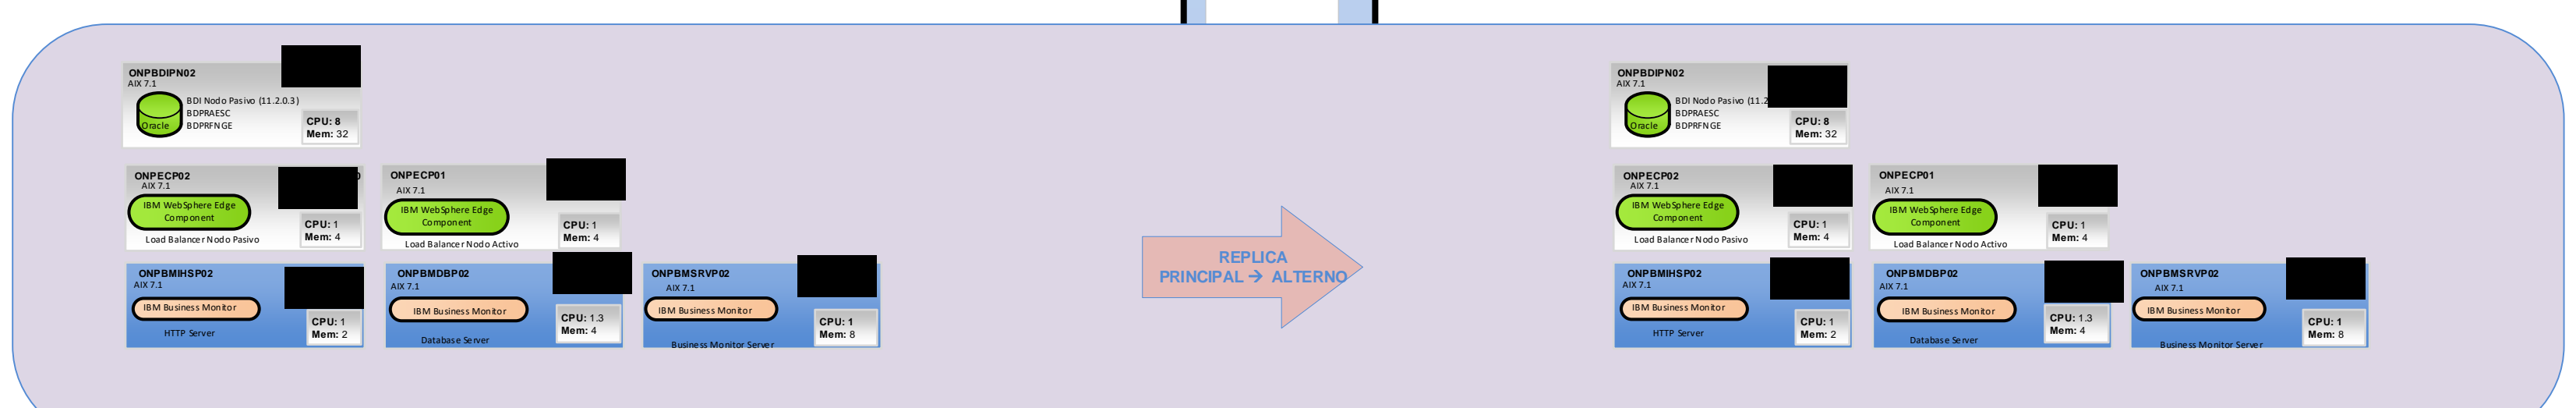 ONPBDIPN02
AIX 7.1
Oracle
BDI Nodo Pasivo (11.2.0.3)
BDPRAESC
BDPRFNGE
CPU: 8
Mem: 32
ONPECP02
AIX 7.1
IBM WebSphere Edge
Component
Load Balancer Nodo Pasivo
CPU: 1
Mem: 4
ONPECP01
AIX 7.1
IBM WebSphere Edge
Component
Load Balancer Nodo Activo
CPU: 1
Mem: 4
ONPBMIHSP02
AIX 7.1
IBM Business Monitor
HTTP Server
CPU: 1
Mem: 2
ONPBMDBP02
AIX 7.1
IBM Business Monitor
Database Server
CPU: 1.3
Mem: 4
ONPBMSRVP02
AIX 7.1
IBM Business Monitor
Business Monitor Server
CPU: 1
Mem: 8
REPLICA
PRINCIPAL → ALTERNO
ONPBDIPN02
AIX 7.1
Oracle
BDI Nodo Pasivo (11.2
BDPRAESC
BDPRFNGE
CPU: 8
Mem: 32
ONPECP02
AIX 7.1
IBM WebSphere Edge
Component
Load Balancer Nodo Pasivo
CPU: 1
Mem: 4
ONPECP01
AIX 7.1
IBM WebSphere Edge
Component
Load Balancer Nodo Activo
CPU: 1
Mem: 4
ONPBMIHSP02
AIX 7.1
IBM Business Monitor
HTTP Server
CPU: 1
Mem: 2
ONPBMDBP02
AIX 7.1
IBM Business Monitor
Database Server
CPU: 1.3
Mem: 4
ONPBMSRVP02
AIX 7.1
IBM Business Monitor
Business Monitor Server
CPU: 1
Mem: 8